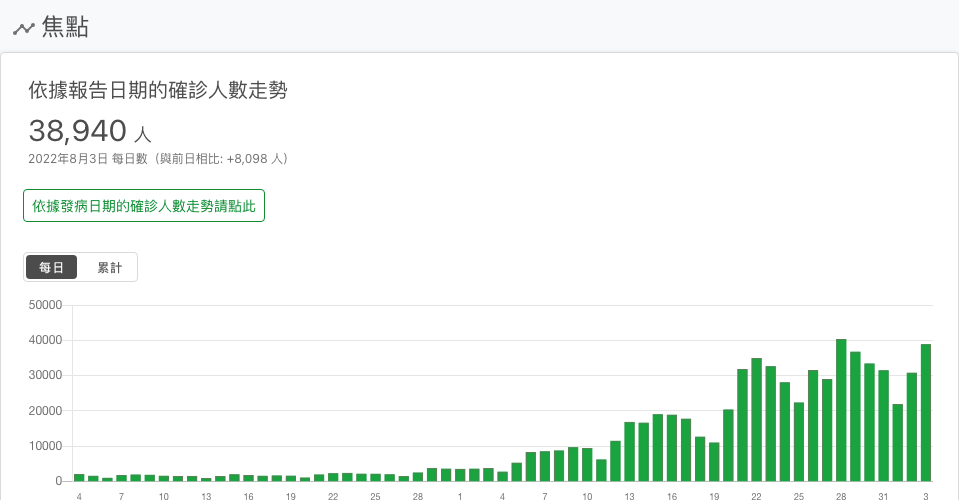 焦點
依據報告日期的確診人數走勢
38,940 人
2022年8月3日 每日數（與前日相比: +8,098 人）
依據發病日期的確診人數走勢請點此
每日 累計
50000
40000
30000
20000
10000
0
4 7 10 13 16 19 22 25 28 1 4 7 10 13 16 19 22 25 28 31 3